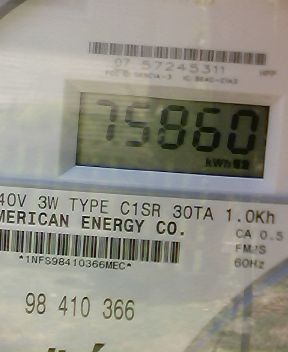 07 57245311
75860
kWh
40V 3W TYPE C1SR 30TA 1.0Kh
MERICAN ENERGY CO.
CA 0.5
FM2S
60Hz
*1NFS98410366MEC*
98 410 366